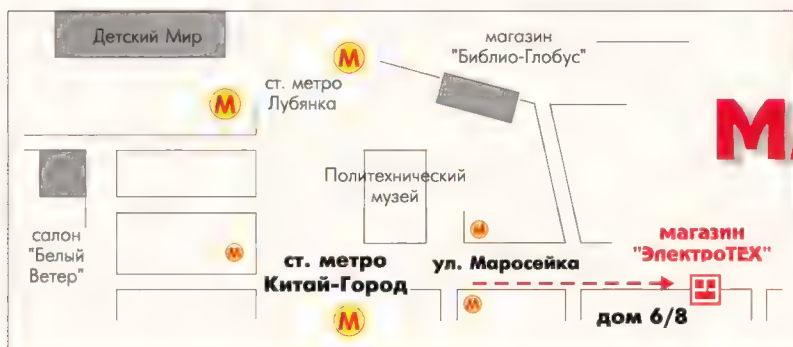 Детский Мир
М
ст. метро
Лубянка
М
магазин
"Библио-Глобус"
Политехнический
музей
салон
"Белый
Ветер"
М
ст. метро
Китай-Город
М
М
ул. Маросейка
М
дом 6/8
магазин
"ЭлектроТЕХ"
М